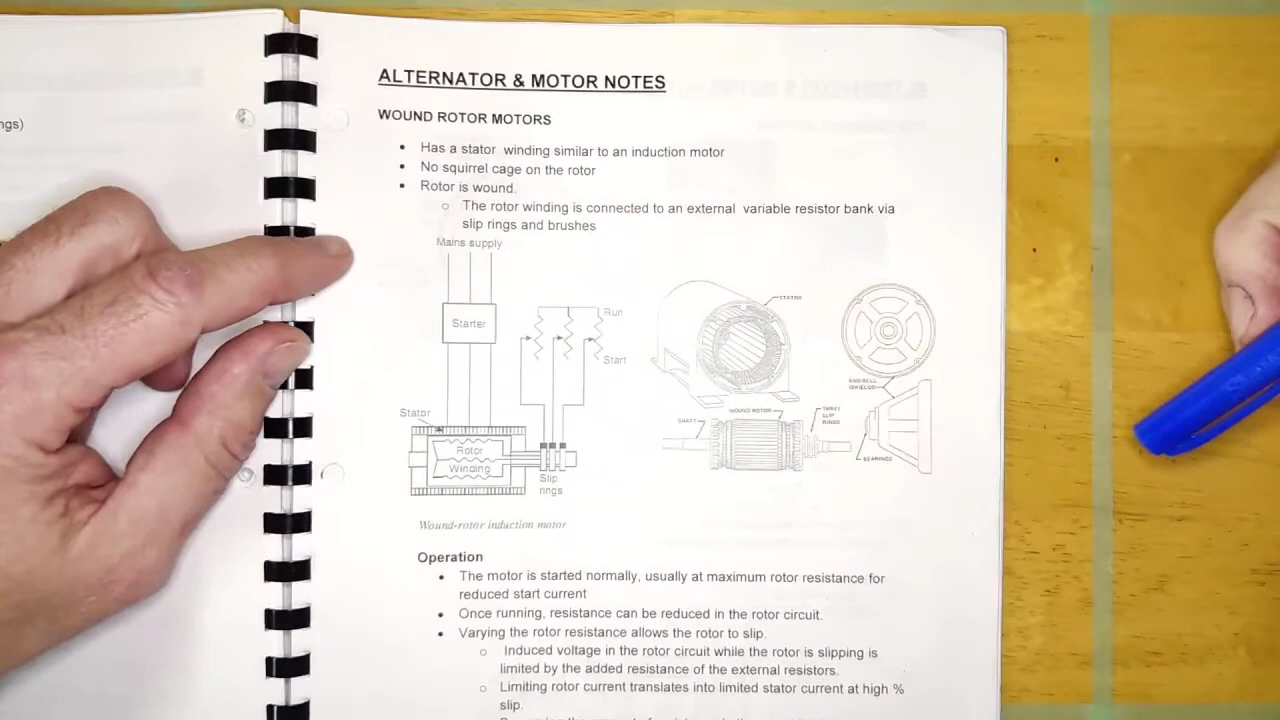 ngs)
ALTERNATOR & MOTOR NOTES
WOUND ROTOR MOTORS
• Has a stator winding similar to an induction motor
• No squirrel cage on the rotor
• Rotor is wound.
o The rotor winding is connected to an external variable resistor bank via
slip rings and brushes
Mains supply
Starter
Run
Start
Stator
Rotor
Winding
Slip
rings
STATOR
END BELL
(SHIELDS)
SHAFT
WOUND ROTOR
THREE
SLIP
RINGS
BEARINGS
Wound-rotor induction motor
Operation
• The motor is started normally, usually at maximum rotor resistance for
reduced start current
• Once running, resistance can be reduced in the rotor circuit.
• Varying the rotor resistance allows the rotor to slip.
o Induced voltage in the rotor circuit while the rotor is slipping is
limited by the added resistance of the external resistors.
o Limiting rotor current translates into limited stator current at high %
slip.